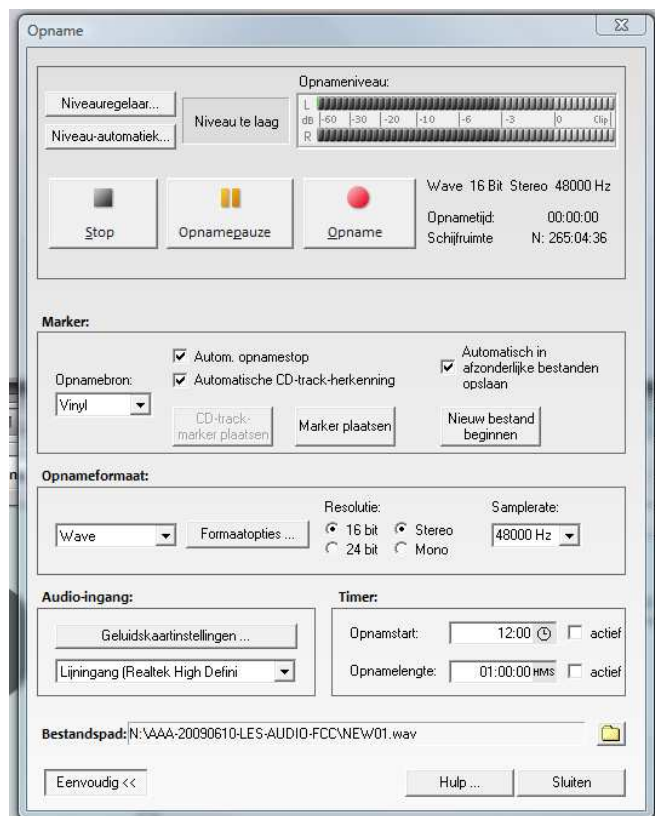 Opname
Niveauregelaar...
Niveau-automatiek...
Niveau te laag
Opnameniveau:
L
dB -60 -30 -20 -10 -6 -3 0 Clip
R
Stop
Opnamepauze
Opname
Wave 16 Bit Stereo 48000 Hz
Opnametijd: 00:00:00
Schijfruimte N: 265:04:36
Marker:
Opnamebron:
Vinyl
Autom. opnamestop
Automatische CD-track-herkenning
Automatisch in
afzonderlijke bestanden
opslaan
CD-track-
marker plaatsen
Marker plaatsen
Nieuw bestand
beginnen
Opnameformaat:
Wave
Formaatopties ...
Resolutie:
16 bit
Stereo
24 bit
Mono
Samplerate:
48000 Hz
Audio-ingang:
Geluidskaartinstellingen ...
Lijningang (Realtek High Defini
Timer:
Opnamstart: 12:00 actief
Opnamelengte: 01:00:00 HMS actief
Bestandspad: N:\AAA-20090610-LES-AUDIO-FCC\NEW01.wav
Eenvoudig <<
Hulp ...
Sluiten